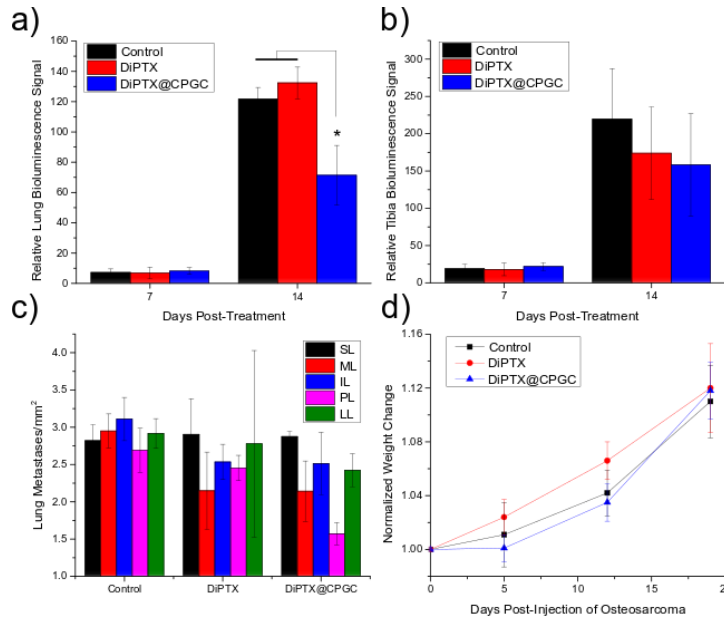 a)
Relative Lung Bioluminescence Signal
160
140
120
100
80
60
40
20
0
Control
DiPTX
DiPTX@CPGC
*
7
14
Days Post-Treatment
b)
Relative Tibia Bioluminescence Signal
300
250
200
150
100
50
0
Control
DiPTX
DiPTX@CPGC
7
14
Days Post-Treatment
c)
Lung Metastases/mm²
4.0
3.5
3.0
2.5
2.0
1.5
1.0
SL
ML
IL
PL
LL
Control
DiPTX
DiPTX@CPGC
d)
Normalized Weight Change
1.16
1.12
1.08
1.04
1.00
Control
DiPTX
DiPTX@CPGC
0
5
10
15
Days Post-Injection of Osteosarcoma